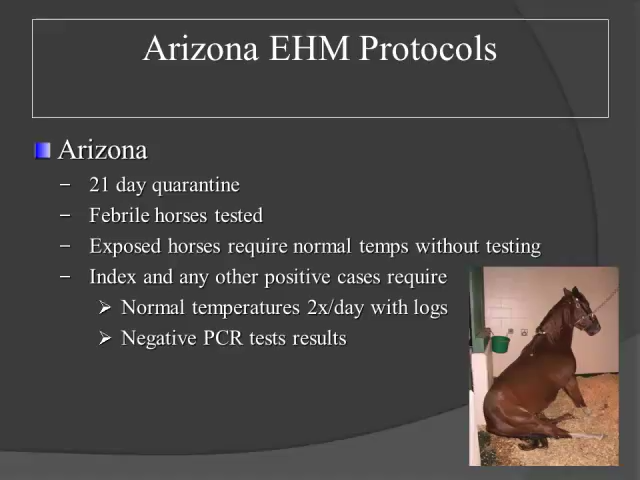 Arizona EHM Protocols
Arizona
– 21 day quarantine
– Febrile horses tested
– Exposed horses require normal temps without testing
– Index and any other positive cases require
➢ Normal temperatures 2x/day with logs
➢ Negative PCR tests results